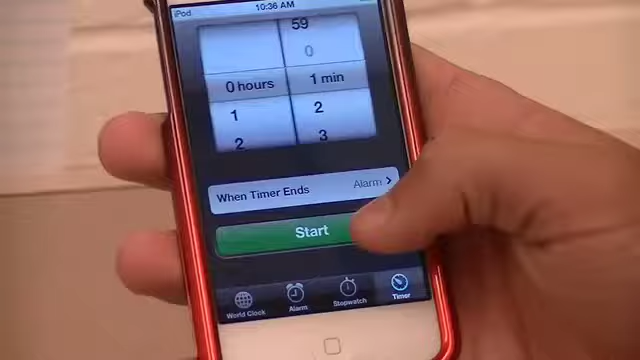 iPod 10:36 AM
59
0
0 hours 1 min
1 2
2 3
When Timer Ends Alarm
Start
World Clock Alarm Stopwatch Timer